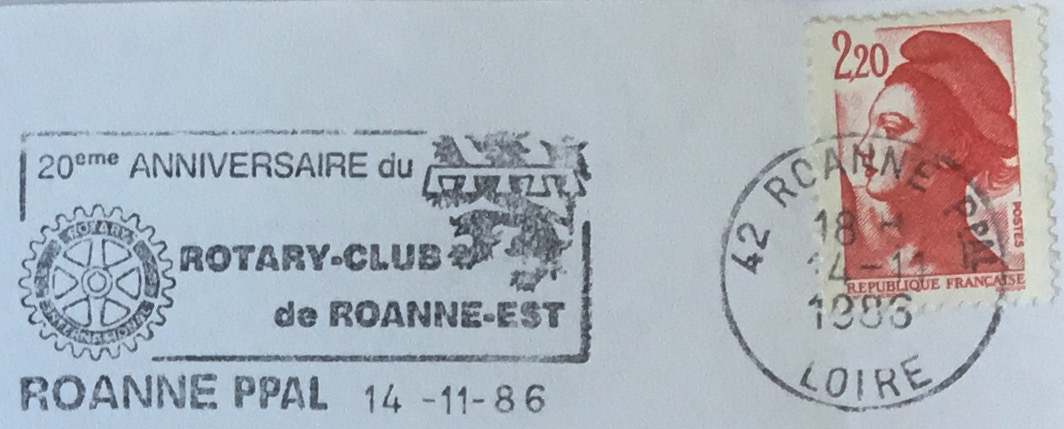 20eme ANNIVERSAIRE du
ROTARY-CLUB
de ROANNE-EST
ROTARY
INTERNATIONAL
ROANNE PPAL 14 -11-86
2,20
POSTES
REPUBLIQUE FRANÇAISE
42 ROANNE PPAL
18 H
14-11
1986
LOIRE